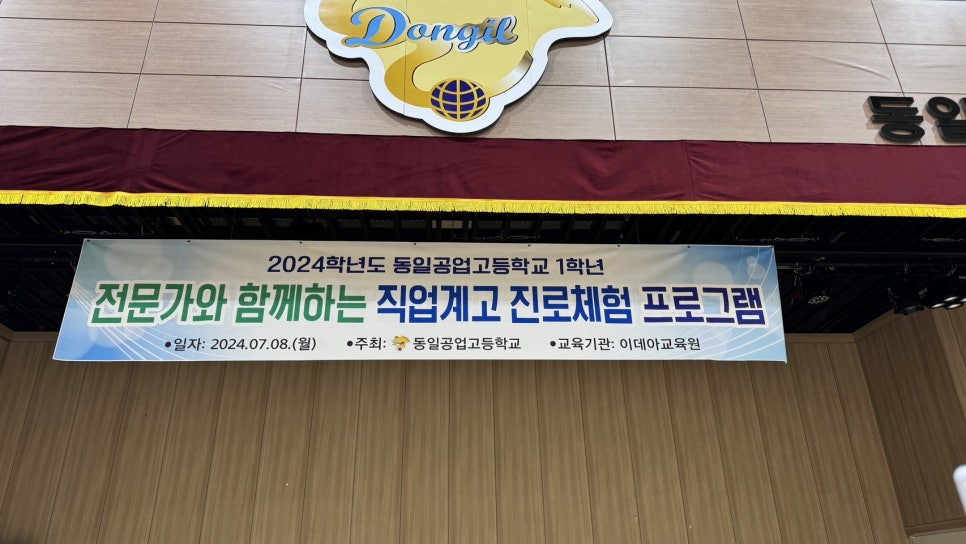 Dongil
동일
2024학년도 동일공업고등학교 1학년
전문가와 함께하는 직업계고 진로체험 프로그램
•일자: 2024.07.08.(월) •주최: 동일공업고등학교 •교육기관: 이데아교육원